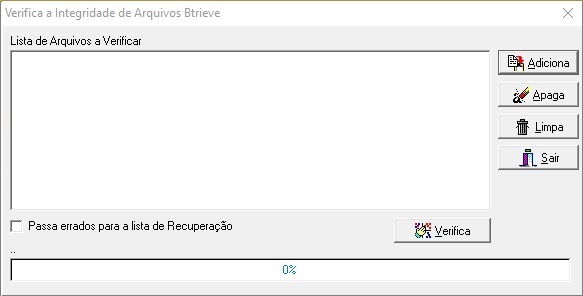 Verifica a Integridade de Arquivos Btrieve
Lista de Arquivos a Verificar
Adiciona
Apaga
Limpa
Sair
Passa errados para a lista de Recuperação
Verifica
..
0%